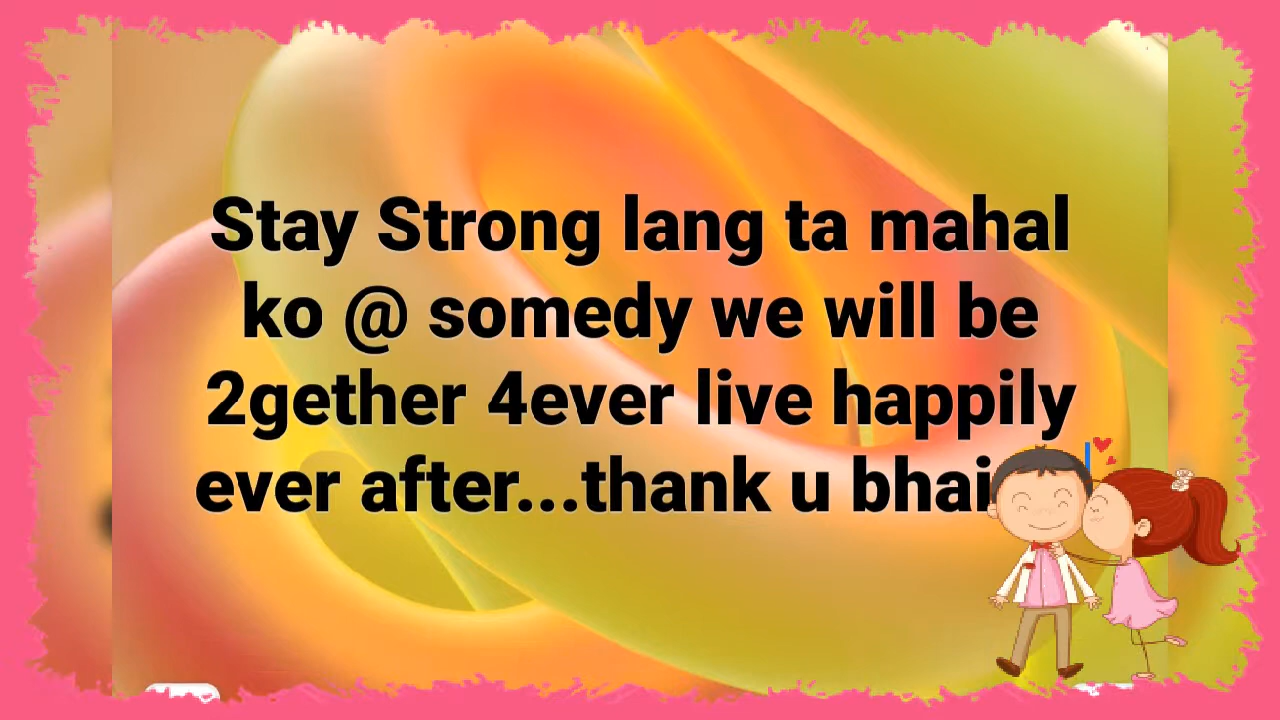 Stay Strong lang ta mahal
ko @ somedy we will be
2gether 4ever live happily
ever after...thank u